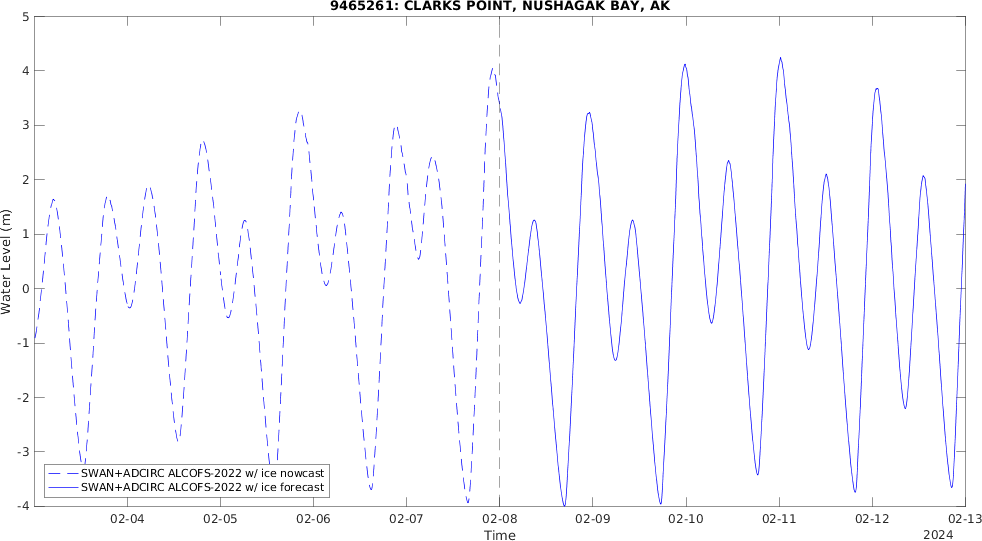 9465261: CLARKS POINT, NUSHAGAK BAY, AK
5
4
3
2
1
0
-1
-2
-3
-4
Water Level (m)
SWAN+ADCIRC ALCOFS-2022 w/ ice nowcast
SWAN+ADCIRC ALCOFS-2022 w/ ice forecast
02-04 02-05 02-06 02-07 02-08 02-09 02-10 02-11 02-12 02-13
Time
2024